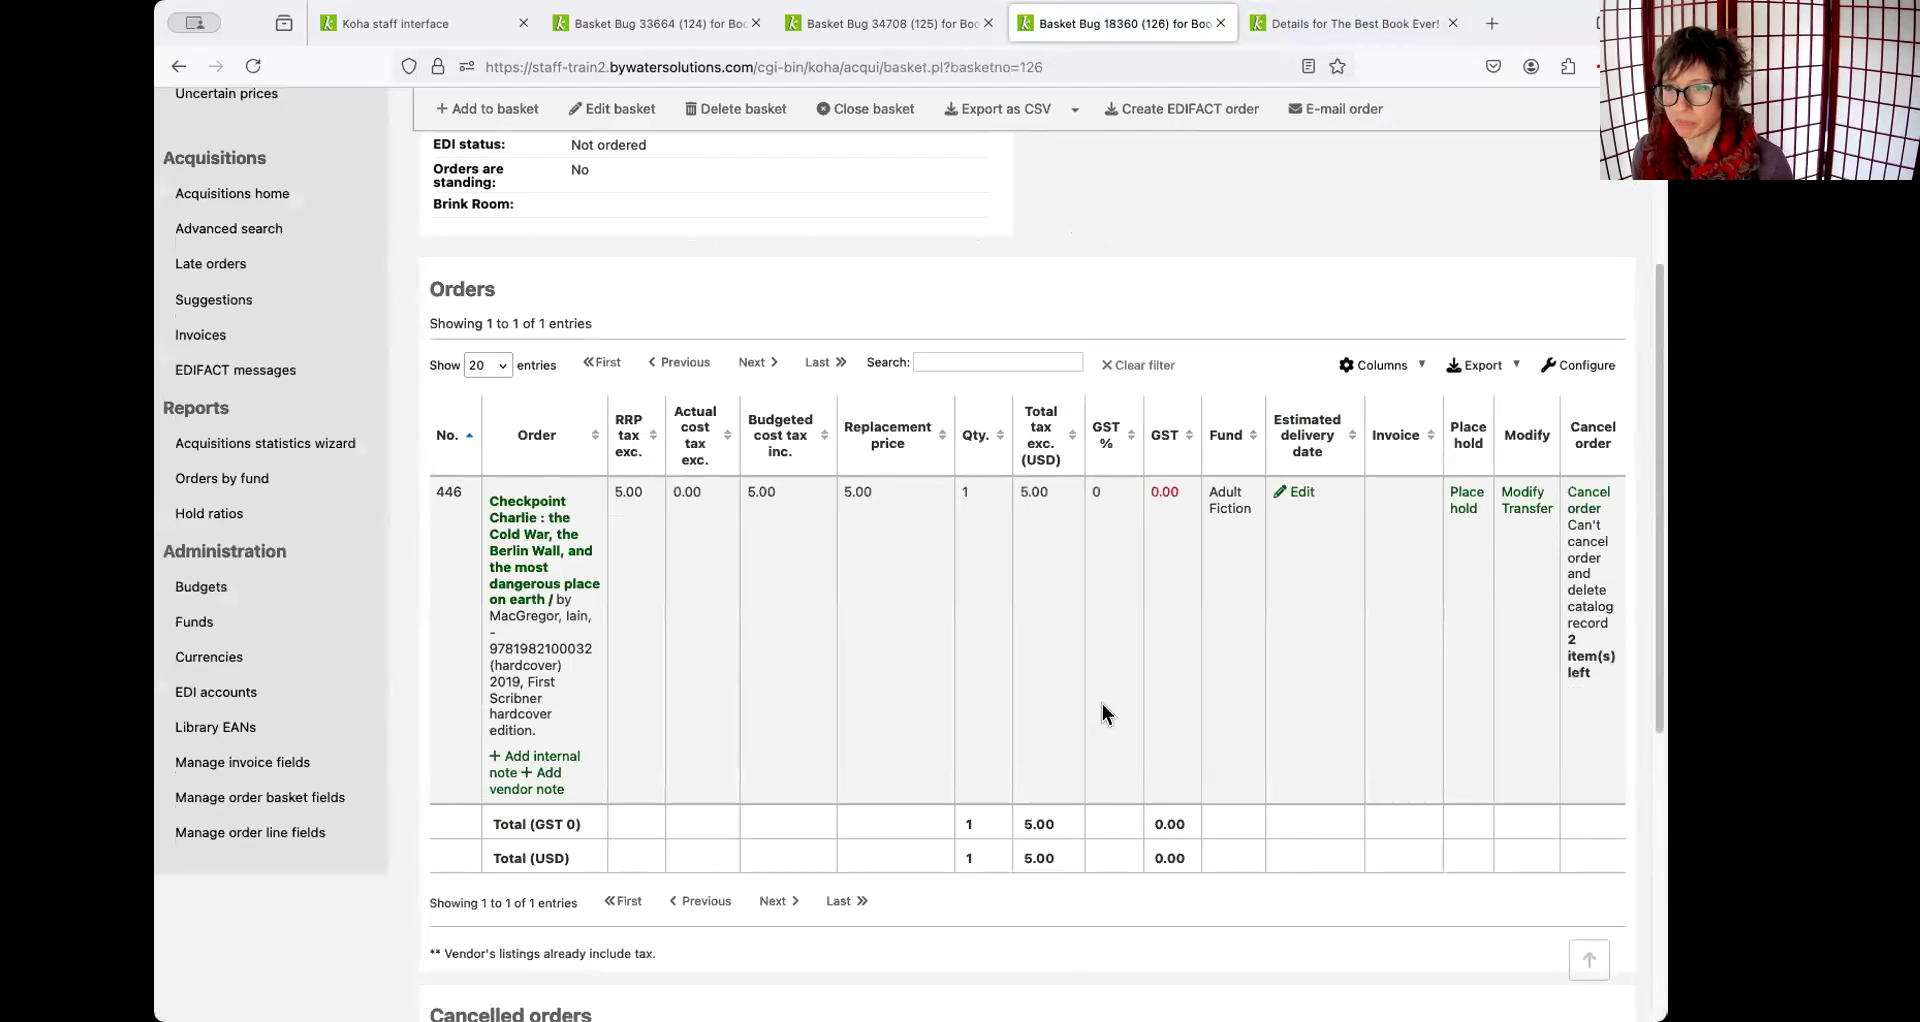 Koha staff interface
Basket Bug 33664 (124) for Boo
Basket Bug 34708 (125) for Boo
Basket Bug 18360 (126) for Boo
Details for The Best Book Ever!
https://staff-train2.bywatersolutions.com/cgi-bin/koha/acqui/basket.pl?basketno=126
Uncertain prices
Acquisitions
Acquisitions home
Advanced search
Late orders
Suggestions
Invoices
EDIFACT messages
Reports
Acquisitions statistics wizard
Orders by fund
Hold ratios
Administration
Budgets
Funds
Currencies
EDI accounts
Library EANs
Manage invoice fields
Manage order basket fields
Manage order line fields
+ Add to basket Edit basket Delete basket Close basket Export as CSV Create EDIFACT order E-mail order
EDI status: Not ordered
Orders are
standing: No
Brink Room:
Orders
Showing 1 to 1 of 1 entries
Show 20 entries First Previous Next Last Search: Clear filter Columns Export Configure
No.
Order
RRP
tax
exc.
Actual
cost
tax
exc.
Budgeted
cost tax
inc.
Replacement
price
Qty.
Total
tax
exc.
(USD)
GST
%
GST
Fund
Estimated
delivery
date
Invoice
Place
hold
Modify
Cancel
order
446
Checkpoint
Charlie : the
Cold War, the
Berlin Wall, and
the most
dangerous place
on earth / by
MacGregor, Iain,
-
9781982100032
(hardcover)
2019, First
Scribner
hardcover
edition.
+ Add internal
note + Add
vendor note
5.00
0.00
5.00
5.00
1
5.00
0
0.00
Adult
Fiction
Edit
Place
hold
Modify
Transfer
Cancel
order
Can't
cancel
order
and
delete
catalog
record
2
item(s)
left
Total (GST 0) 1 5.00 0.00
Total (USD) 1 5.00 0.00
Showing 1 to 1 of 1 entries First Previous Next Last
** Vendor's listings already include tax.
Cancelled orders